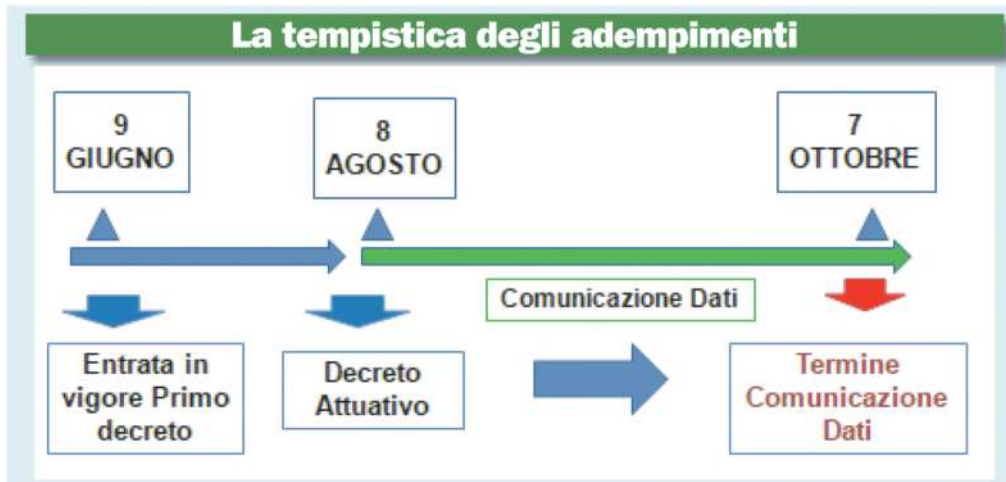 La tempistica degli adempimenti
9
GIUGNO
8
AGOSTO
7
OTTOBRE
Comunicazione Dati
Entrata in
vigore Primo
decreto
Decreto
Attuativo
Termine
Comunicazione
Dati